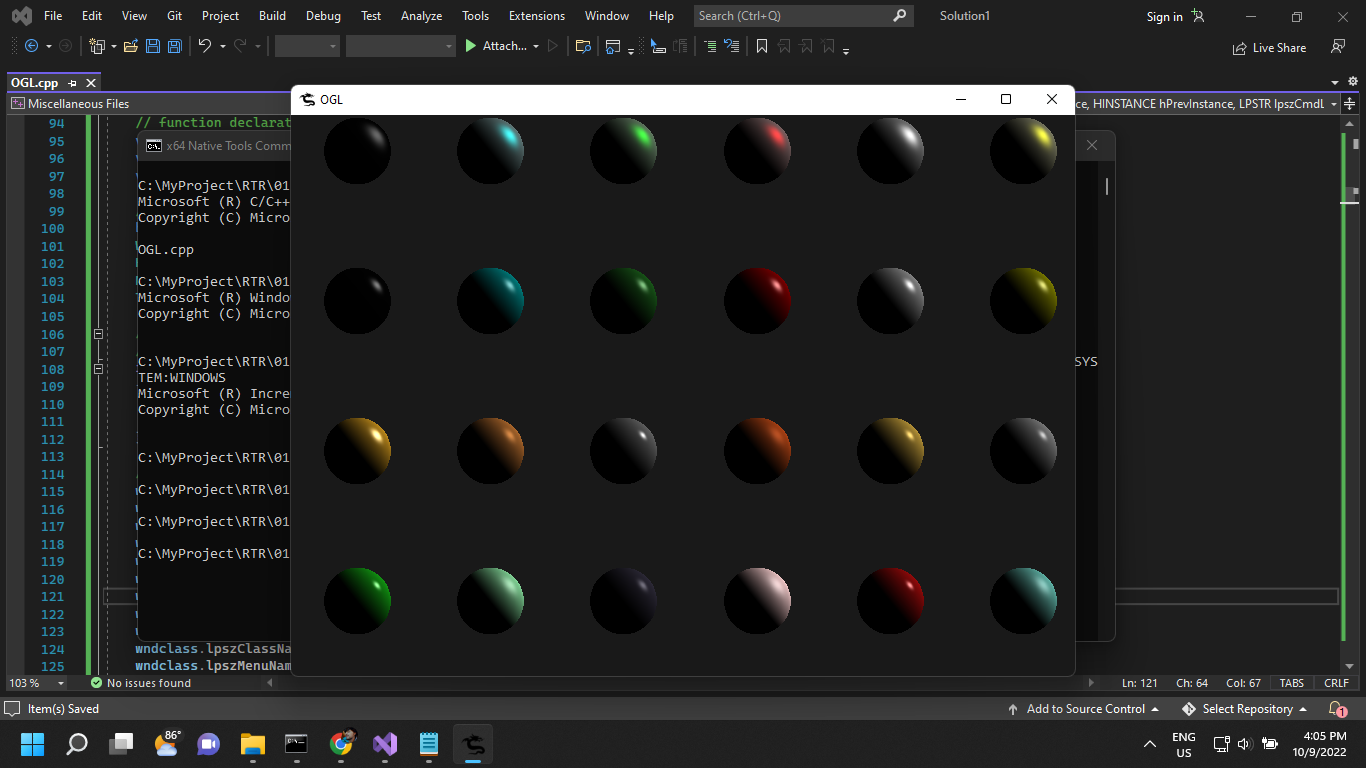 File Edit View Git Project Build Debug Test Analyze Tools Extensions Window Help Search (Ctrl+Q) Solution1 Sign in
Attach... Live Share
OGL.cpp
Miscellaneous Files ce, HINSTANCE hPrevInstance, LPSTR lpszCmdL
OGL
94 // function declarat
95
x64 Native Tools Comm
96
97
98 C:\MyProject\RTR\01
Microsoft (R) C/C++
99 Copyright (C) Micro
100
101 OGL.cpp
102
103 C:\MyProject\RTR\01
104 Microsoft (R) Windo
105 Copyright (C) Micro
106
107
108 C:\MyProject\RTR\01 SYS
109 TEM:WINDOWS
110 Microsoft (R) Incre
Copyright (C) Micro
111
112
113 C:\MyProject\RTR\01
114
115 C:\MyProject\RTR\01
116
117 C:\MyProject\RTR\01
118
119 C:\MyProject\RTR\01
120
121
122
123
124 wndclass.lpszClassNa
125 wndclass.lpszMenuNam
103 % No issues found Ln: 121 Ch: 64 Col: 67 TABS CRLF
Item(s) Saved Add to Source Control Select Repository 1
86° ENG US 4:05 PM
10/9/2022